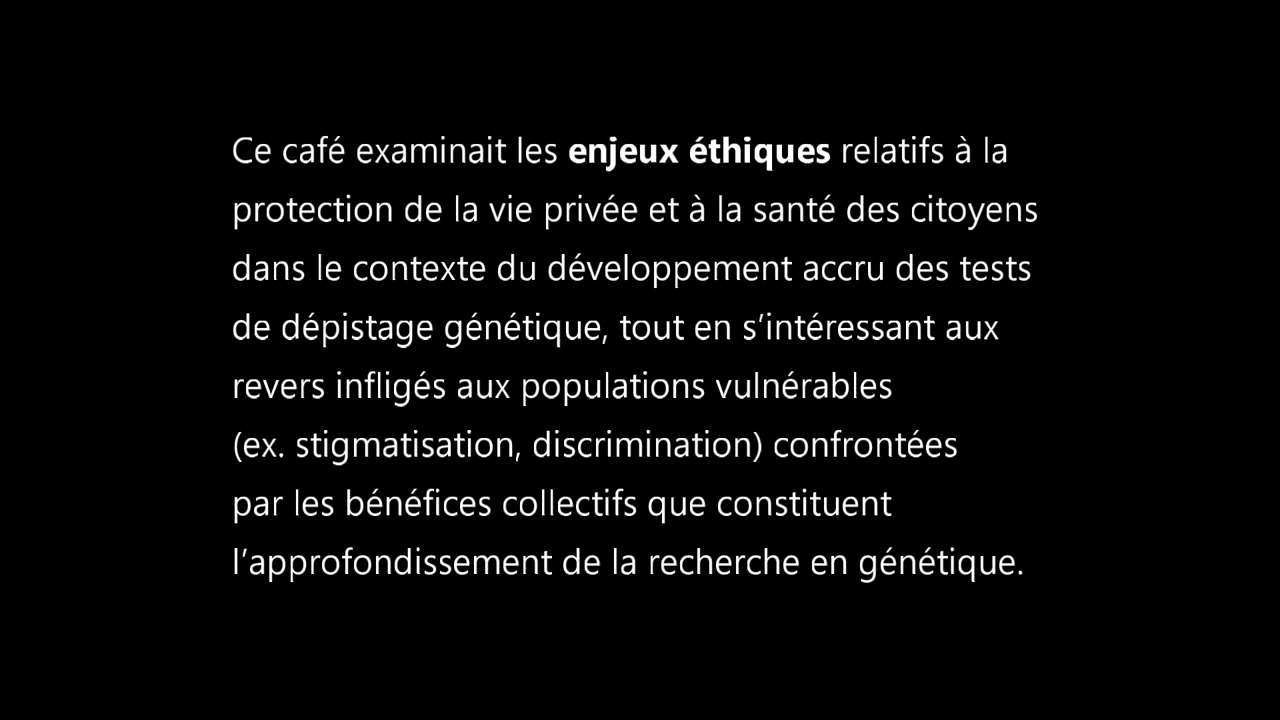 Ce café examinait les enjeux éthiques relatifs à la
protection de la vie privée et à la santé des citoyens
dans le contexte du développement accru des tests
de dépistage génétique, tout en s’intéressant aux
revers infligés aux populations vulnérables
(ex. stigmatisation, discrimination) confrontées
par les bénéfices collectifs que constituent
l’approfondissement de la recherche en génétique.